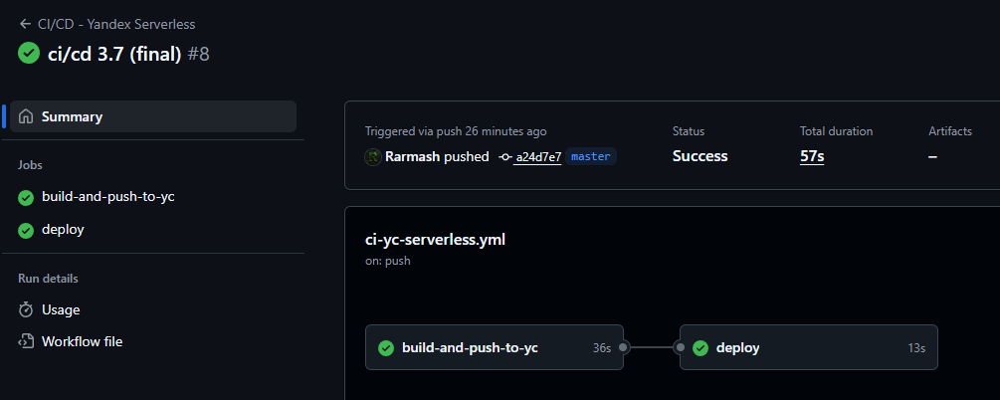 CI/CD - Yandex Serverless
ci/cd 3.7 (final) #8
Summary
Jobs
build-and-push-to-yc
deploy
Run details
Usage
Workflow file
Triggered via push 26 minutes ago
Rarmash pushed a24d7e7 master
Status
Success
Total duration
57s
Artifacts
–
ci-yc-serverless.yml
on: push
build-and-push-to-yc 36s
deploy 13s